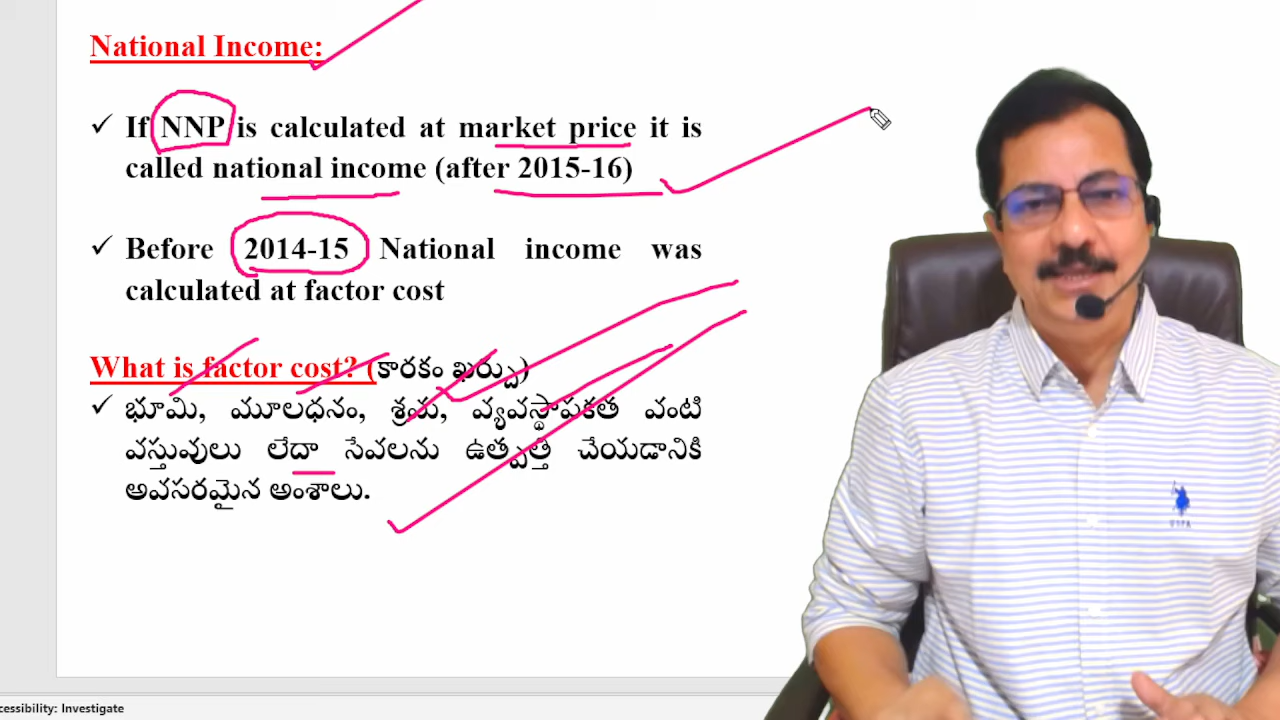 National Income:
✓ If NNP is calculated at market price it is
called national income (after 2015-16)
✓ Before 2014-15 National income was
calculated at factor cost
What is factor cost? (కారకం ఖర్చు)
✓ భూమి, మూలధనం, శ్రమ, వ్యవస్థాపకత వంటి
వస్తువులు లేదా సేవలను ఉత్పత్తి చేయడానికి
అవసరమైన అంశాలు.
USPA
cessibility: Investigate